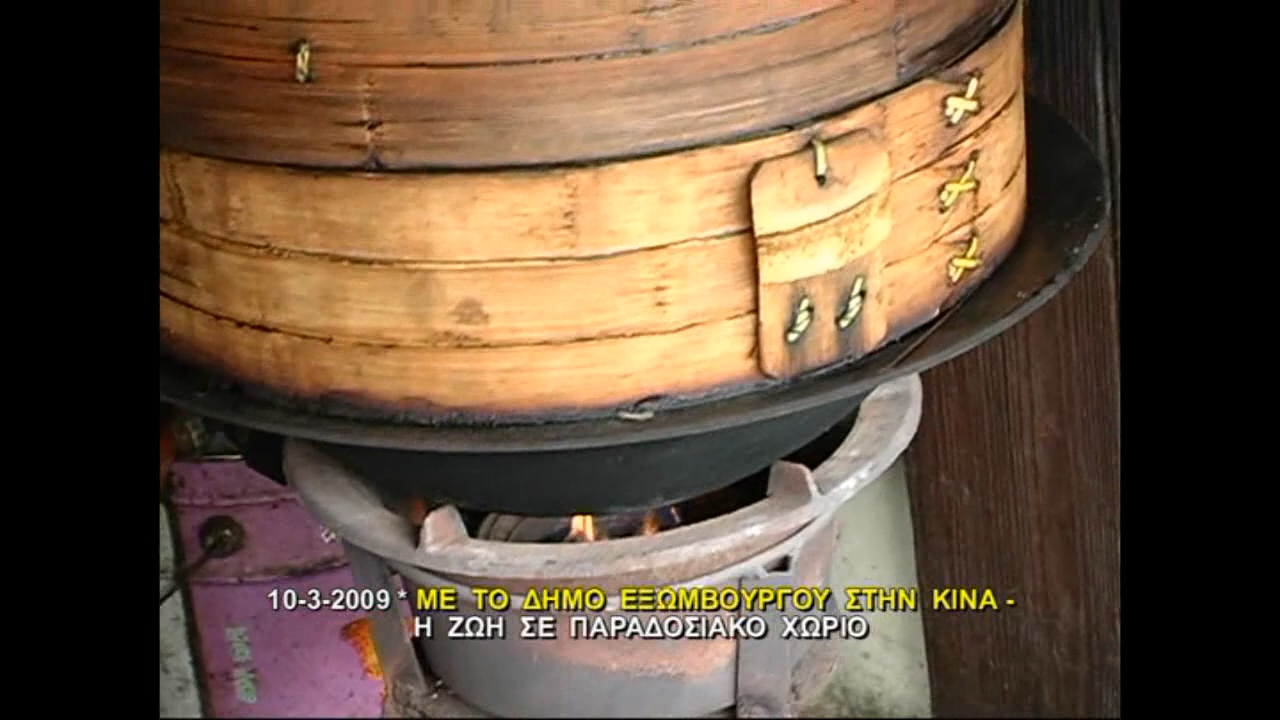 10-3-2009 * ΜΕ ΤΟ ΔΗΜΟ ΕΞΩΜΒΟΥΡΓΟΥ ΣΤΗΝ ΚΙΝΑ -
Η ΖΩΗ ΣΕ ΠΑΡΑΔΟΣΙΑΚΟ ΧΩΡΙΟ